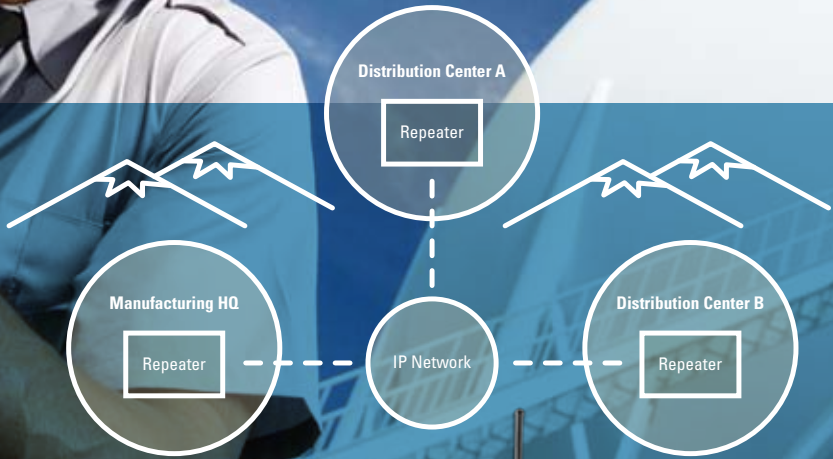 Distribution Center A
Repeater
Manufacturing HQ
Repeater
IP Network
Distribution Center B
Repeater